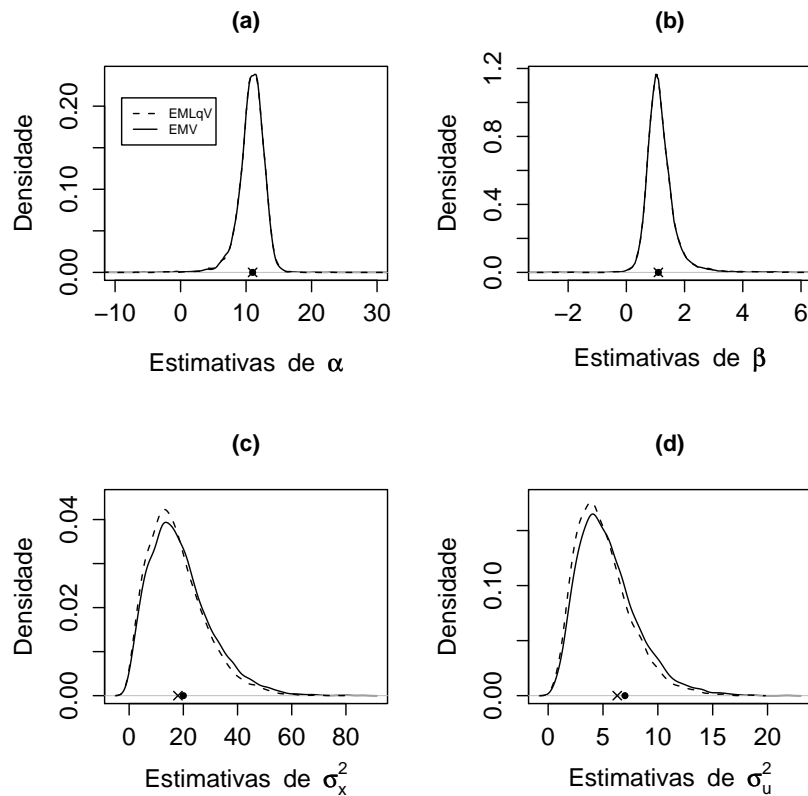 (a)
Densidade
0.00 0.10 0.20
EMLqV
EMV
−10 0 10 20 30
Estimativas de α
(b)
Densidade
0.0 0.4 0.8 1.2
−2 0 2 4 6
Estimativas de β
(c)
Densidade
0.00 0.02 0.04
0 20 40 60 80
Estimativas de σ²ₓ
(d)
Densidade
0.00 0.10
0 5 10 15 20
Estimativas de σ²ᵤ